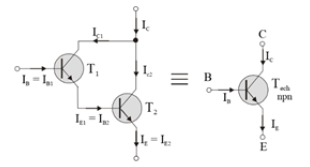 I_C
I_C1
T_1
I_c2
I_B = I_B1
T_2
I_E1 = I_B2
I_E = I_E2
≡
C
I_C
B
T_ech
npn
I_B
I_E
E